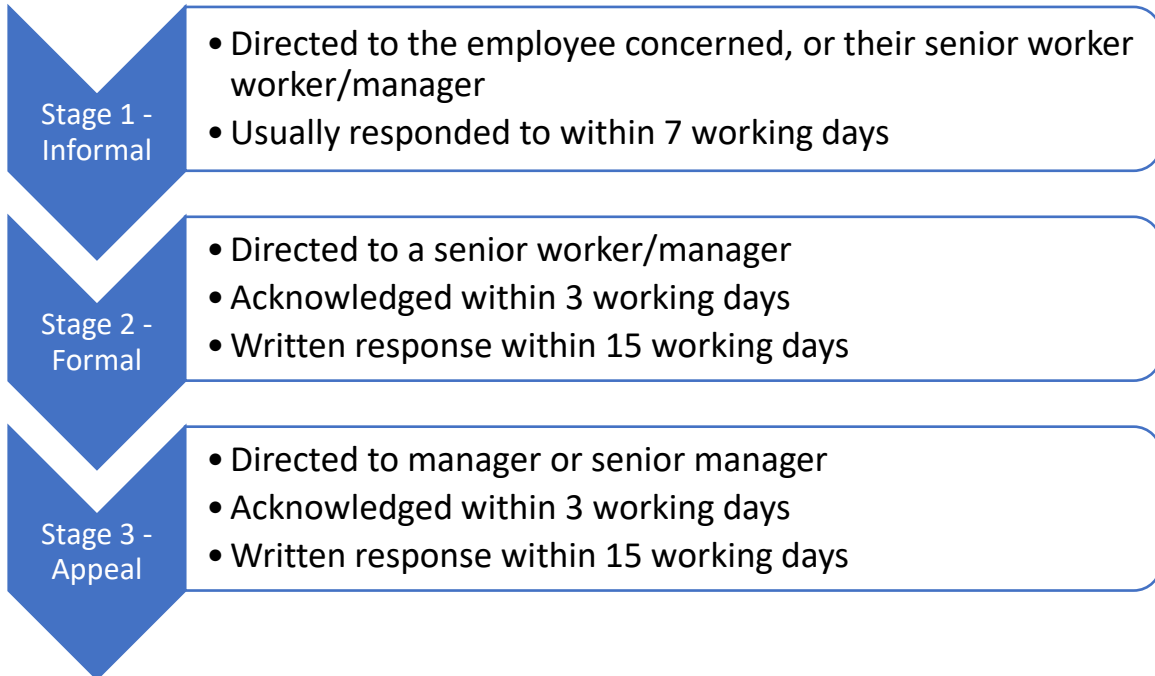 Stage 1 -
Informal
• Directed to the employee concerned, or their senior worker
worker/manager
• Usually responded to within 7 working days
Stage 2 -
Formal
• Directed to a senior worker/manager
• Acknowledged within 3 working days
• Written response within 15 working days
Stage 3 -
Appeal
• Directed to manager or senior manager
• Acknowledged within 3 working days
• Written response within 15 working days